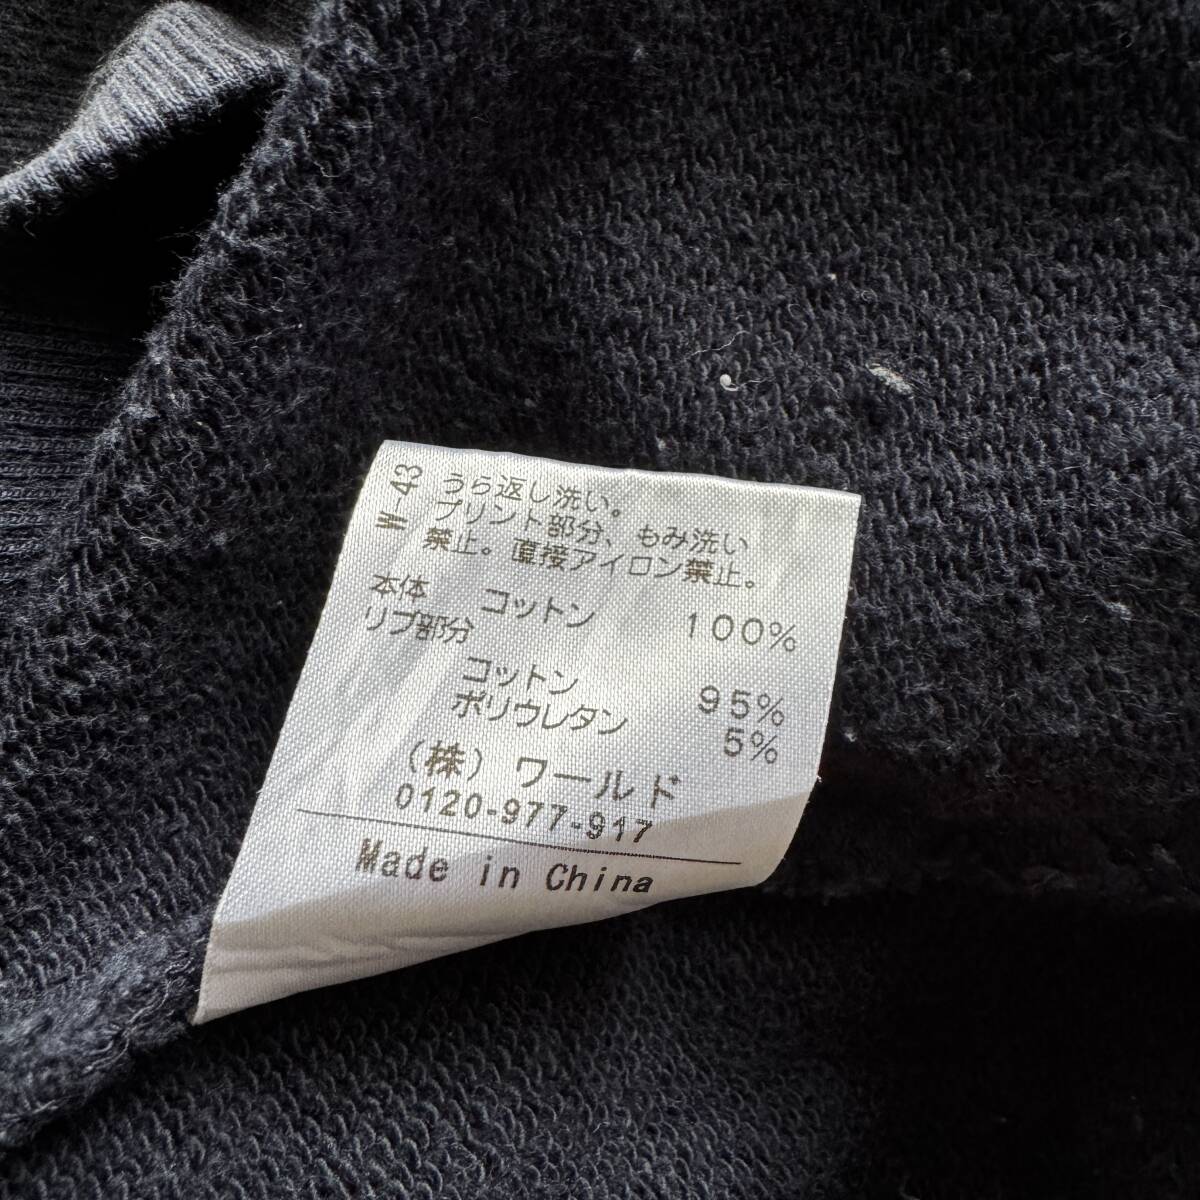 W-43
うら返し洗い。
プリント部分、もみ洗い
禁止。直接アイロン禁止。
本体 コットン 100%
リブ部分
コットン 95%
ポリウレタン 5%
(株) ワールド
0120-977-917
Made in China